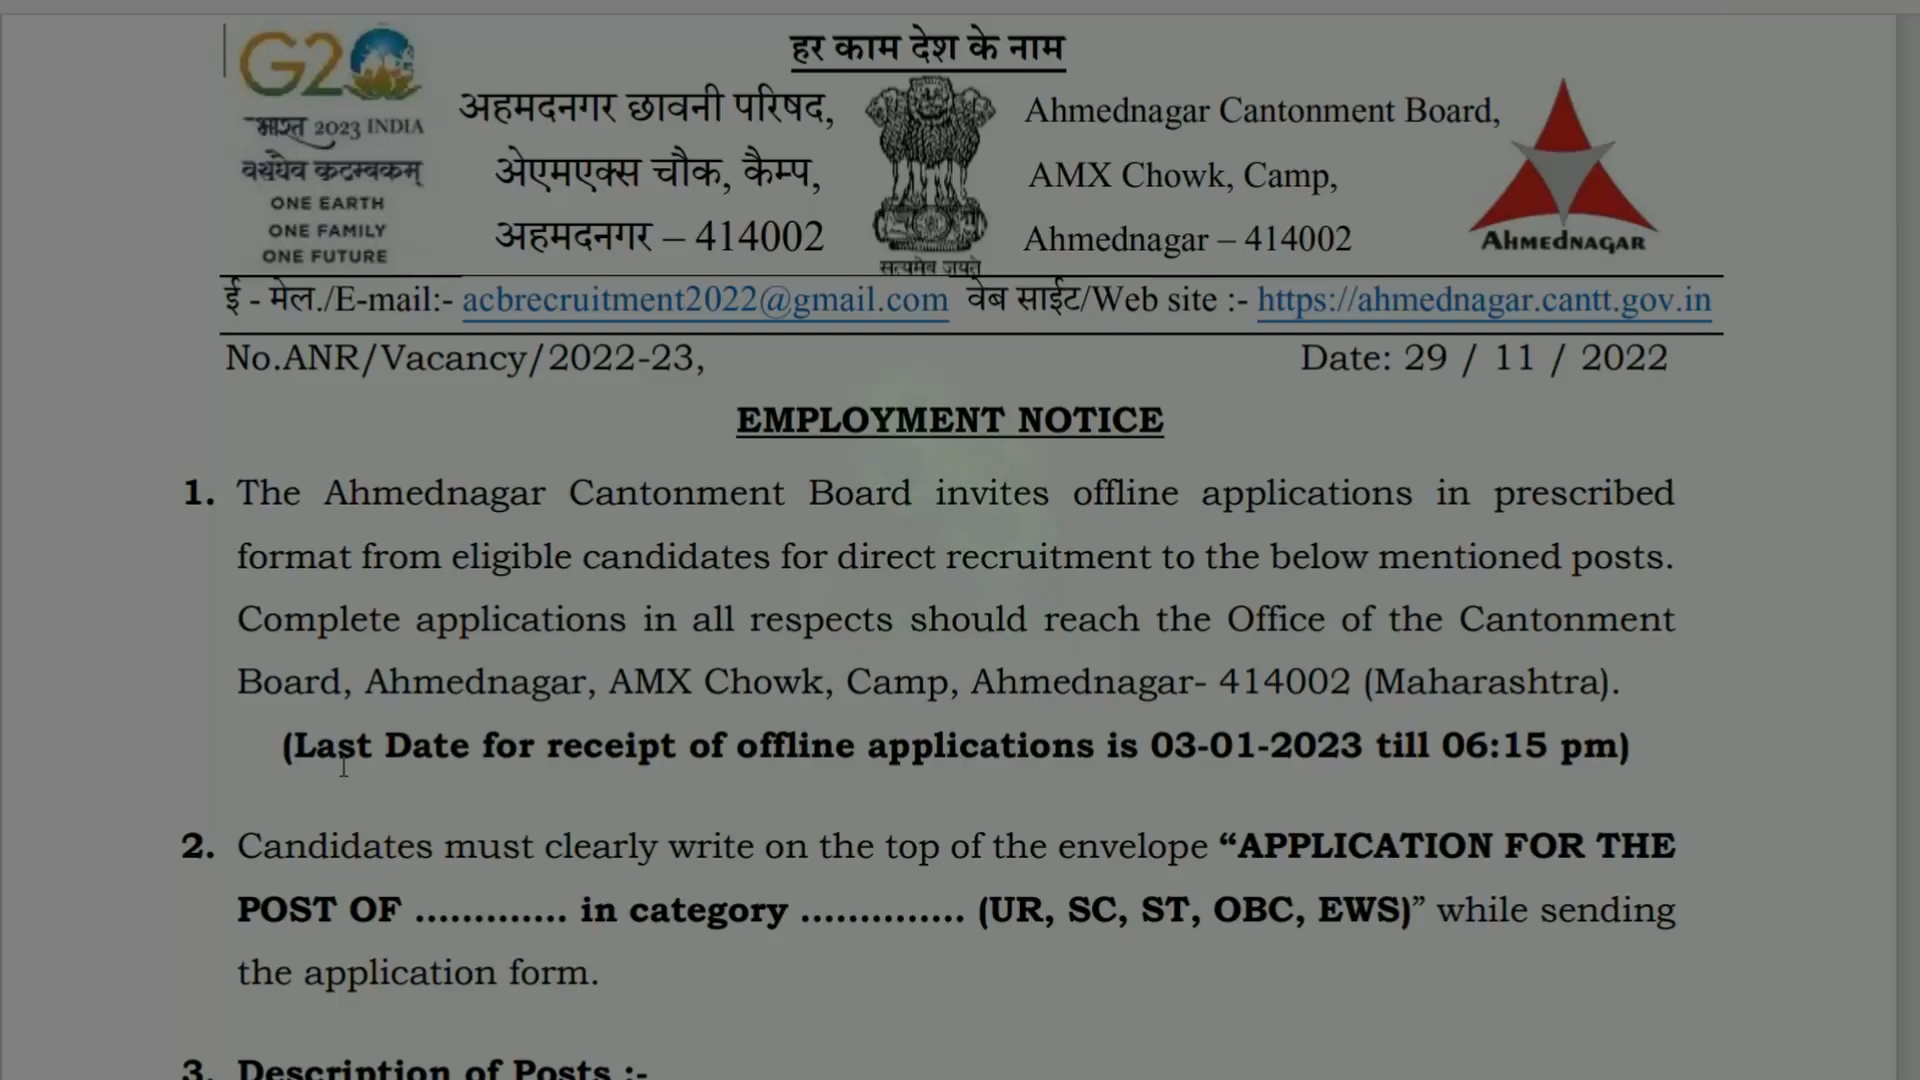 हर काम देश के नाम
G20
भारत 2023 INDIA
वसुधैव कुटुम्बकम्
ONE EARTH
ONE FAMILY
ONE FUTURE
अहमदनगर छावनी परिषद,
अेएमएक्स चौक, कैम्प,
अहमदनगर – 414002
सत्यमेव जयते
Ahmednagar Cantonment Board,
AMX Chowk, Camp,
Ahmednagar – 414002
AHMEDNAGAR
ई - मेल./E-mail:- acbrecruitment2022@gmail.com वेब साईट/Web site :- https://ahmednagar.cantt.gov.in
No.ANR/Vacancy/2022-23, Date: 29 / 11 / 2022
EMPLOYMENT NOTICE
1. The Ahmednagar Cantonment Board invites offline applications in prescribed
format from eligible candidates for direct recruitment to the below mentioned posts.
Complete applications in all respects should reach the Office of the Cantonment
Board, Ahmednagar, AMX Chowk, Camp, Ahmednagar- 414002 (Maharashtra).
(Last Date for receipt of offline applications is 03-01-2023 till 06:15 pm)
2. Candidates must clearly write on the top of the envelope “APPLICATION FOR THE
POST OF ............. in category .............. (UR, SC, ST, OBC, EWS)” while sending
the application form.
3. Description of Posts :-